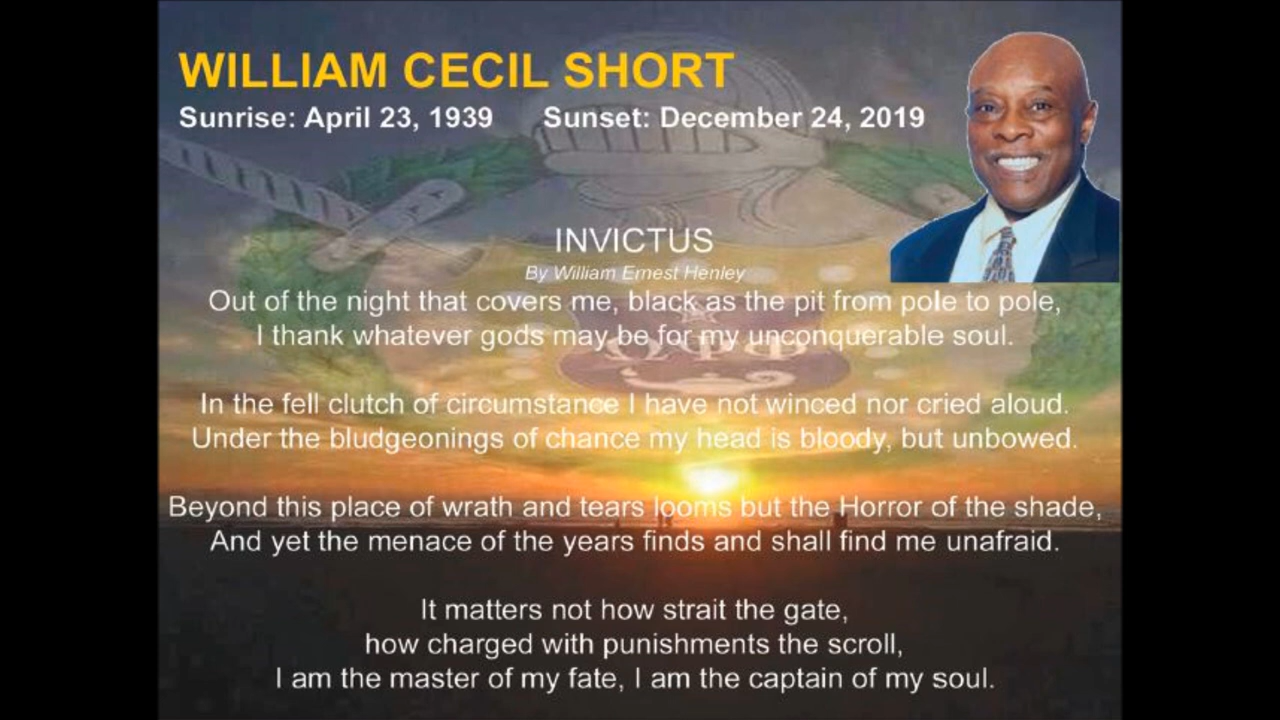 WILLIAM CECIL SHORT
Sunrise: April 23, 1939 Sunset: December 24, 2019
INVICTUS
By William Ernest Henley
Out of the night that covers me, black as the pit from pole to pole,
I thank whatever gods may be for my unconquerable soul.
ΩΨΦ
In the fell clutch of circumstance I have not winced nor cried aloud.
Under the bludgeonings of chance my head is bloody, but unbowed.
Beyond this place of wrath and tears looms but the Horror of the shade,
And yet the menace of the years finds and shall find me unafraid.
It matters not how strait the gate,
how charged with punishments the scroll,
I am the master of my fate, I am the captain of my soul.